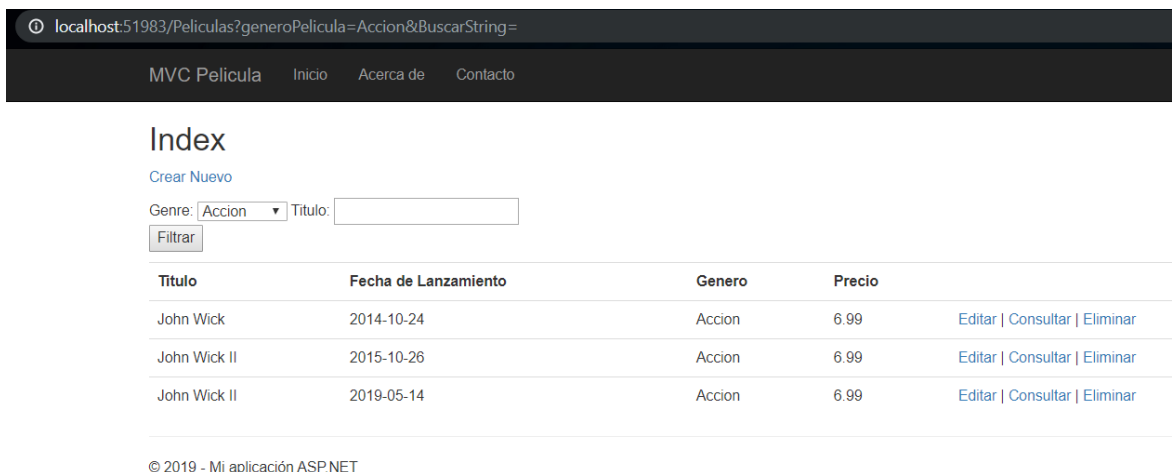 localhost:51983/Peliculas?generoPelicula=Accion&BuscarString=
MVC Pelicula Inicio Acerca de Contacto
Index
Crear Nuevo
Genre: Accion Titulo:
Filtrar
Titulo Fecha de Lanzamiento Genero Precio
John Wick 2014-10-24 Accion 6.99 Editar | Consultar | Eliminar
John Wick II 2015-10-26 Accion 6.99 Editar | Consultar | Eliminar
John Wick II 2019-05-14 Accion 6.99 Editar | Consultar | Eliminar
© 2019 - Mi aplicación ASP.NET